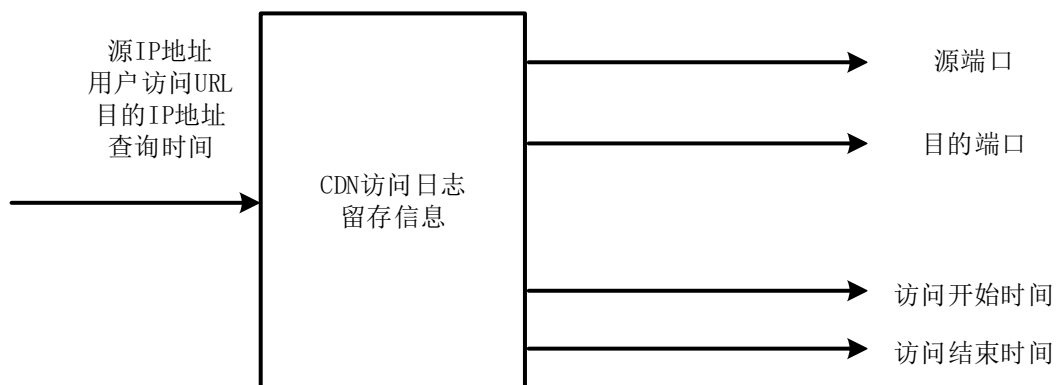 源IP地址
用户访问URL
目的IP地址
查询时间
CDN访问日志
留存信息
源端口
目的端口
访问开始时间
访问结束时间